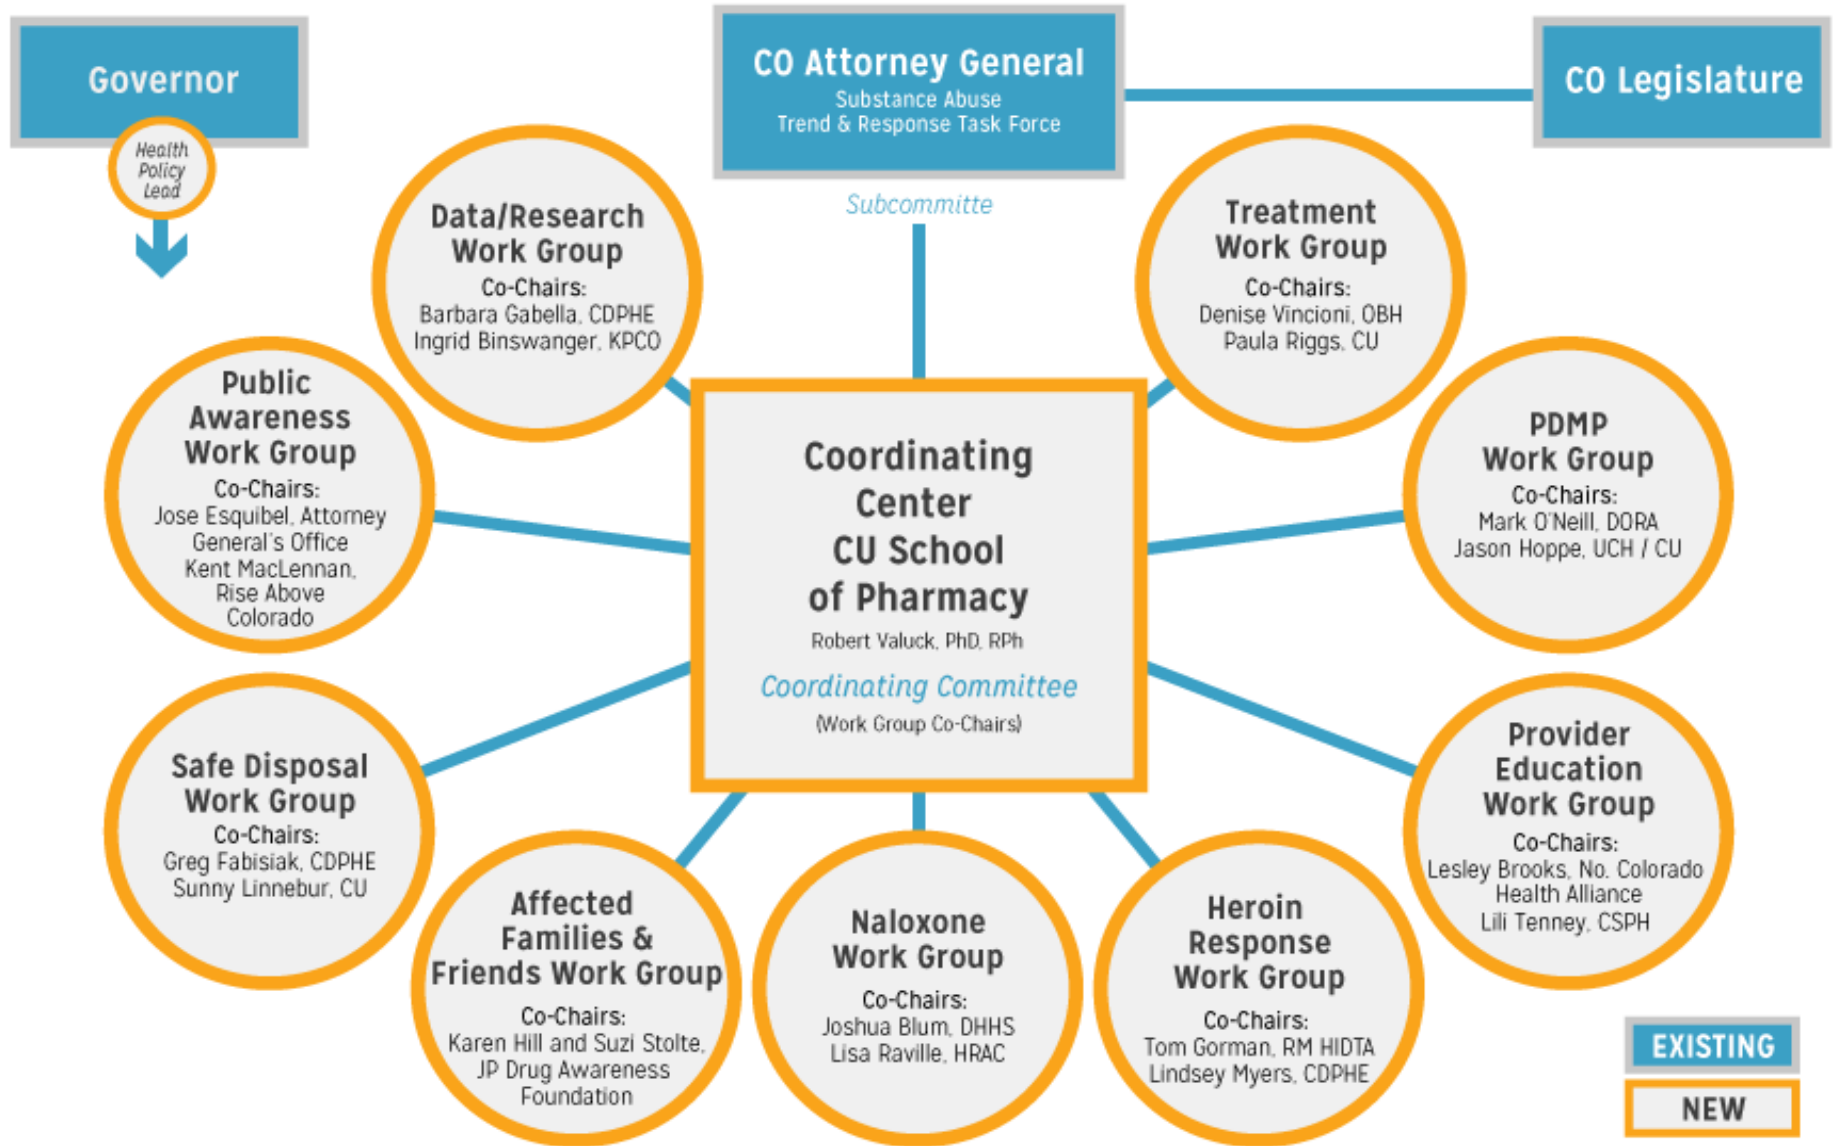 Governor
Health
Policy
Lead
CO Attorney General
Substance Abuse
Trend & Response Task Force
CO Legislature
Subcommitte
Data/Research
Work Group
Co-Chairs:
Barbara Gabella, CDPHE
Ingrid Binswanger, KPCO
Treatment
Work Group
Co-Chairs:
Denise Vincioni, OBH
Paula Riggs, CU
Public
Awareness
Work Group
Co-Chairs:
Jose Esquibel, Attorney
General's Office
Kent MacLennan,
Rise Above
Colorado
Coordinating
Center
CU School
of Pharmacy
Robert Valuck, PhD, RPh
Coordinating Committee
(Work Group Co-Chairs)
PDMP
Work Group
Co-Chairs:
Mark O'Neill, DORA
Jason Hoppe, UCH / CU
Safe Disposal
Work Group
Co-Chairs:
Greg Fabisiak, CDPHE
Sunny Linnebur, CU
Provider
Education
Work Group
Co-Chairs:
Lesley Brooks, No. Colorado
Health Alliance
Lili Tenney, CSPH
Affected
Families &
Friends Work Group
Co-Chairs:
Karen Hill and Suzi Stolte,
JP Drug Awareness
Foundation
Naloxone
Work Group
Co-Chairs:
Joshua Blum, DHHS
Lisa Raville, HRAC
Heroin
Response
Work Group
Co-Chairs:
Tom Gorman, RM HIDTA
Lindsey Myers, CDPHE
EXISTING
NEW